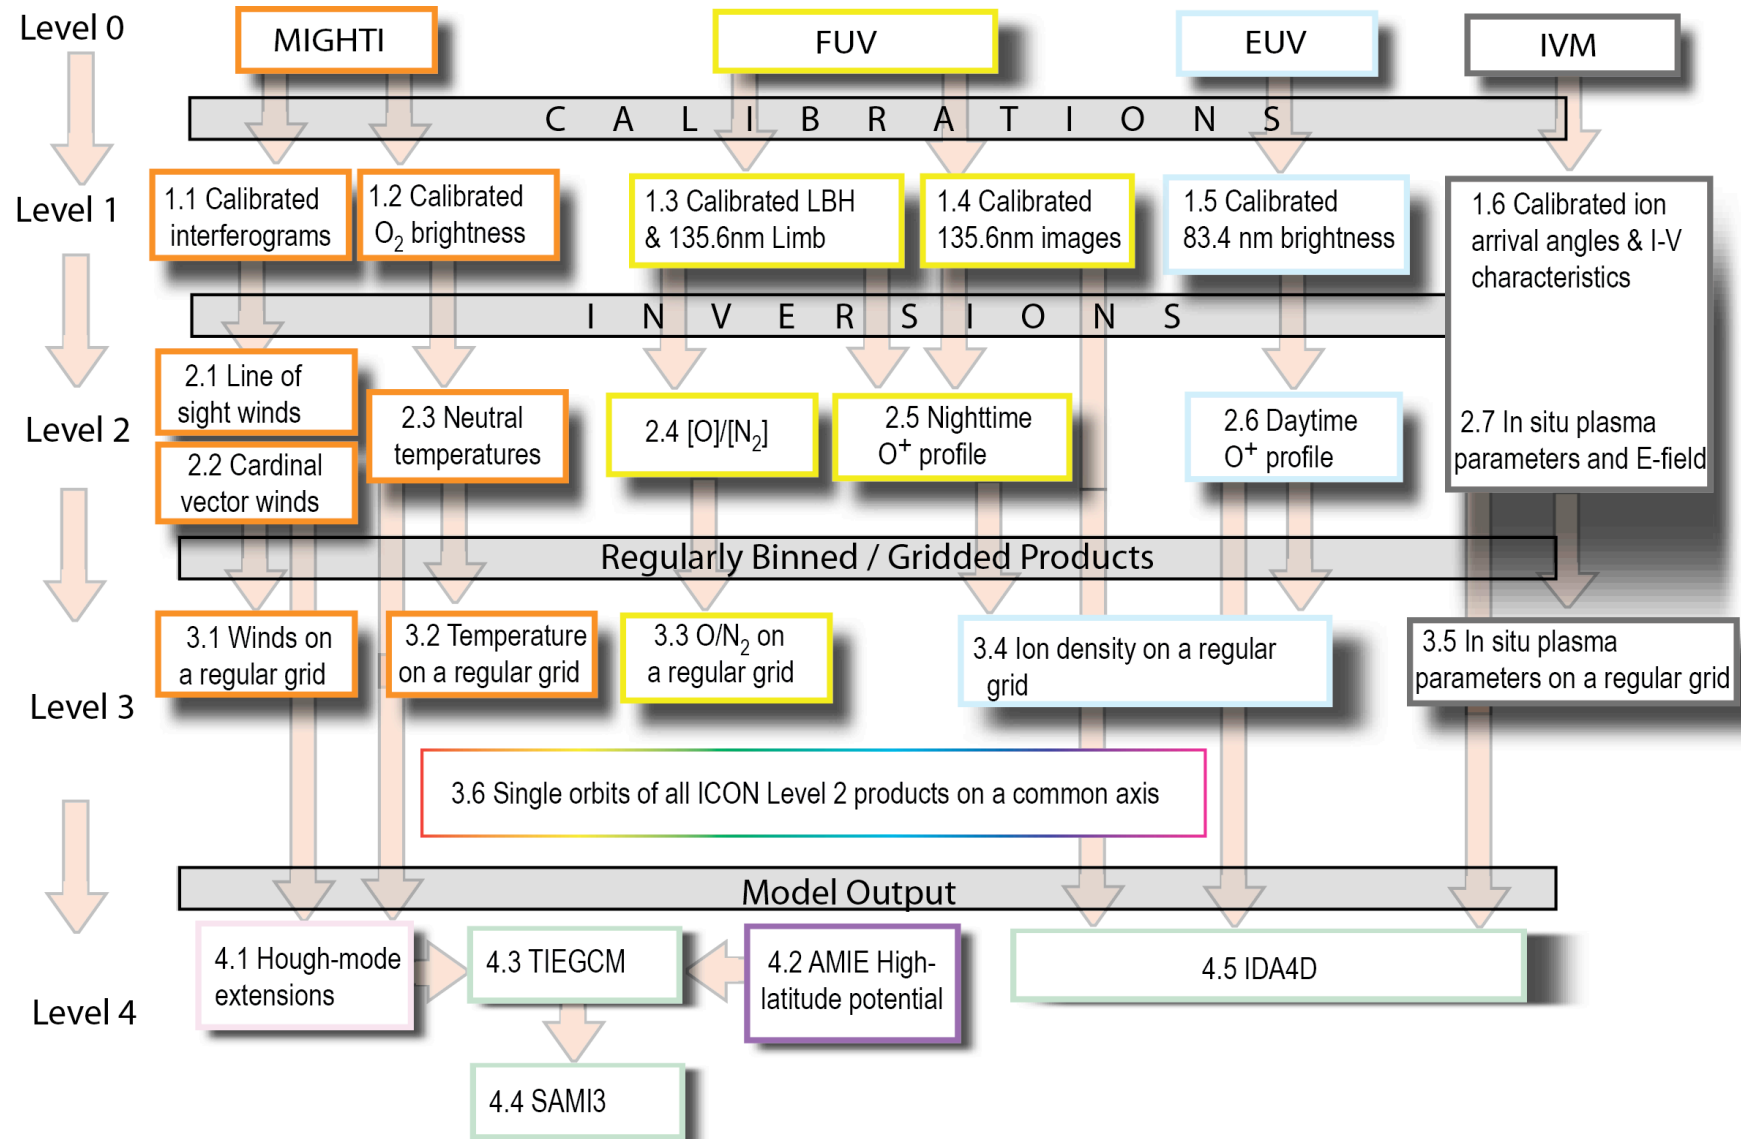 Level 0
MIGHTI
FUV
EUV
IVM
C A L I B R A T I O N S
Level 1
1.1 Calibrated
interferograms
1.2 Calibrated
O2 brightness
1.3 Calibrated LBH
& 135.6nm Limb
1.4 Calibrated
135.6nm images
1.5 Calibrated
83.4 nm brightness
1.6 Calibrated ion
arrival angles & I-V
characteristics
I N V E R S I O N S
Level 2
2.1 Line of
sight winds
2.2 Cardinal
vector winds
2.3 Neutral
temperatures
2.4 [O]/[N2]
2.5 Nighttime
O+ profile
2.6 Daytime
O+ profile
2.7 In situ plasma
parameters and E-field
Regularly Binned / Gridded Products
Level 3
3.1 Winds on
a regular grid
3.2 Temperature
on a regular grid
3.3 O/N2 on
a regular grid
3.4 Ion density on a regular
grid
3.5 In situ plasma
parameters on a regular grid
3.6 Single orbits of all ICON Level 2 products on a common axis
Model Output
Level 4
4.1 Hough-mode
extensions
4.3 TIEGCM
4.2 AMIE High-
latitude potential
4.5 IDA4D
4.4 SAMI3